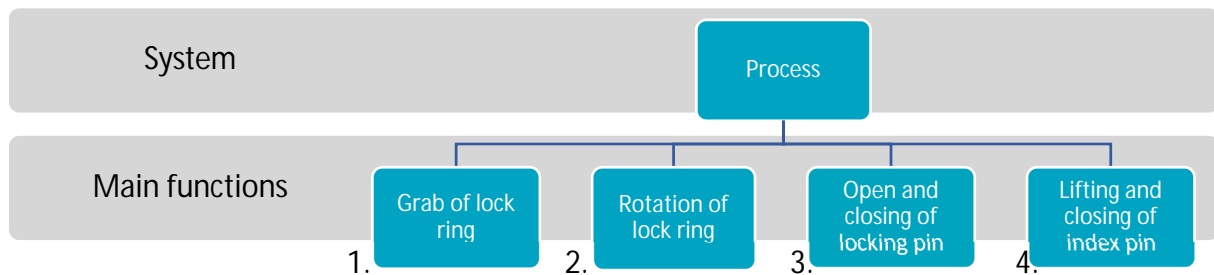 System
Process
Main functions
1.
Grab of lock
ring
2.
Rotation of
lock ring
3.
Open and
closing of
locking pin
4.
Lifting and
closing of
index pin